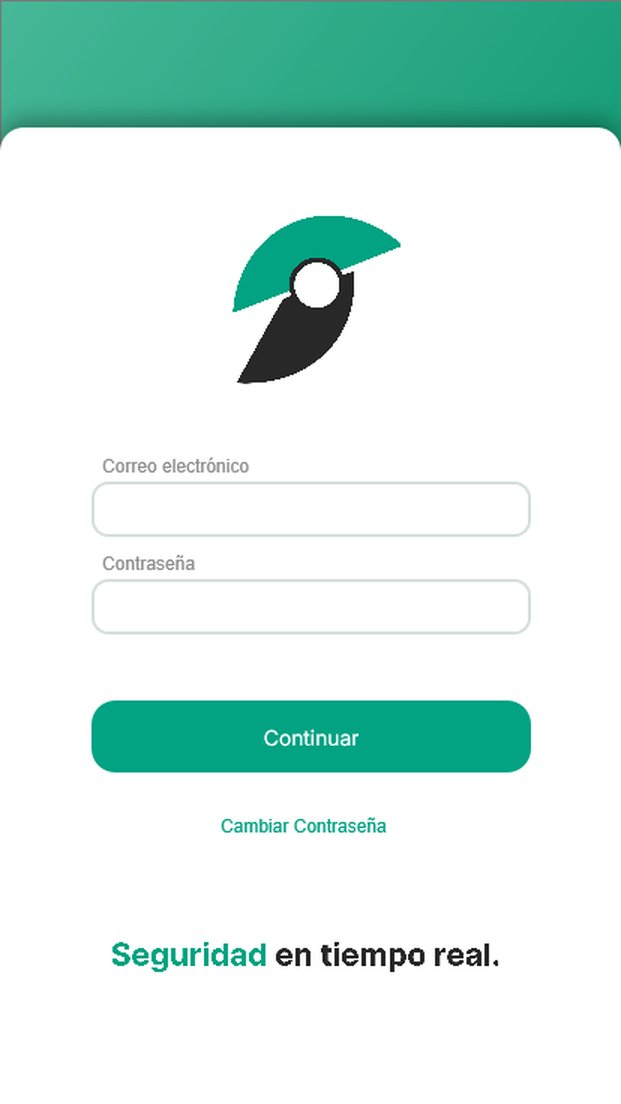 Correo electrónico
Contraseña
Continuar
Cambiar Contraseña
Seguridad en tiempo real.